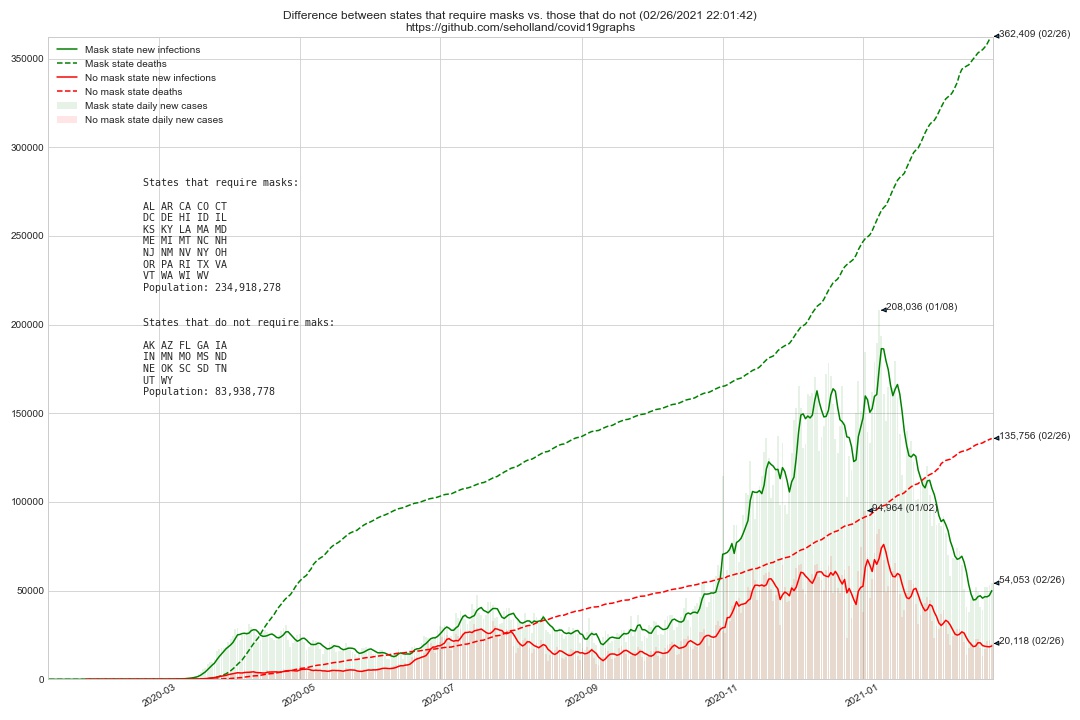 Difference between states that require masks vs. those that do not (02/26/2021 22:01:42)
https://github.com/seholland/covid19graphs
Mask state new infections
Mask state deaths
No mask state new infections
No mask state deaths
Mask state daily new cases
No mask state daily new cases
States that require masks:
AL AR CA CO CT
DC DE HI ID IL
KS KY LA MA MD
ME MI MT NC NH
NJ NM NV NY OH
OR PA RI TX VA
VT WA WI WV
Population: 234,918,278
States that do not require maks:
AK AZ FL GA IA
IN MN MO MS ND
NE OK SC SD TN
UT WY
Population: 83,938,778
350000
300000
250000
200000
150000
100000
50000
0
362,409 (02/26)
208,036 (01/08)
135,756 (02/26)
94,964 (01/02)
54,053 (02/26)
20,118 (02/26)
2020-03
2020-05
2020-07
2020-09
2020-11
2021-01